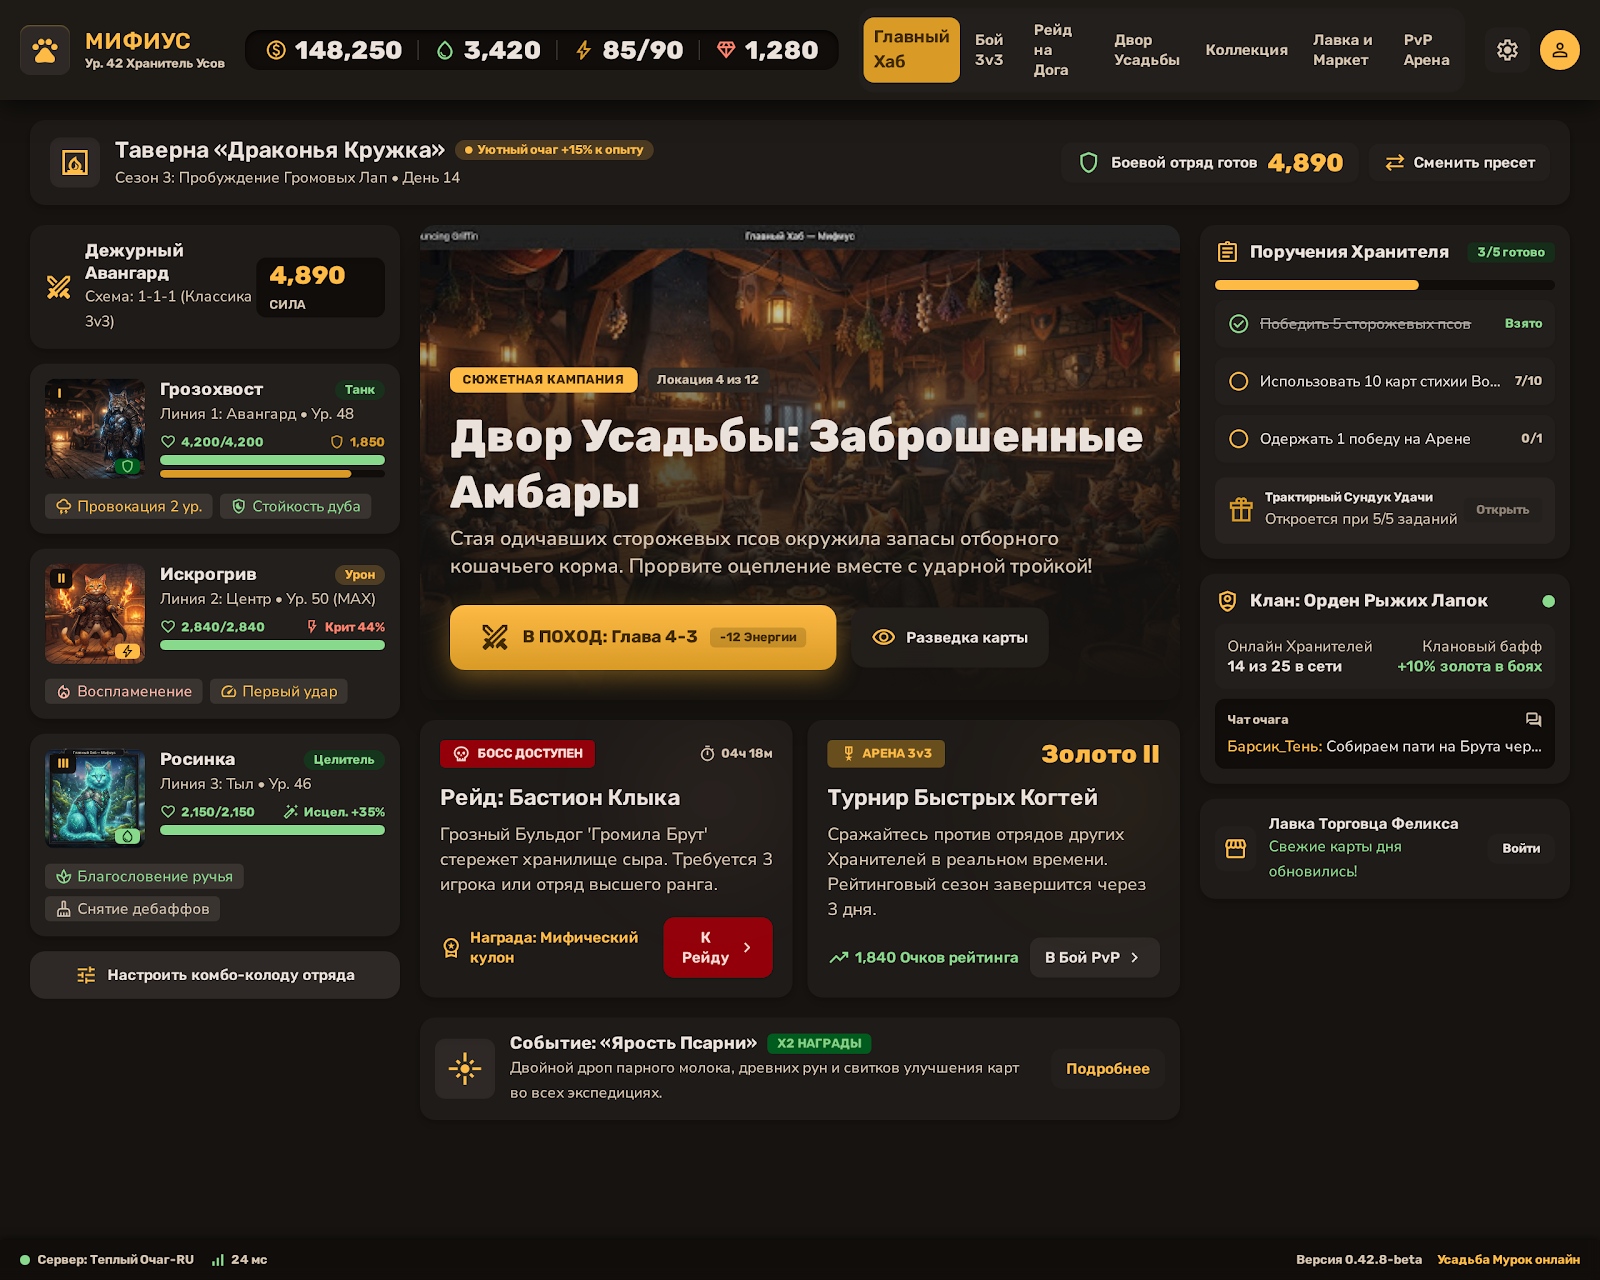 МИФИУС
Ур. 42 Хранитель Усов
148,250
3,420
85/90
1,280
Главный
Хаб
Бой
3v3
Рейд
на
Дога
Двор
Усадьбы
Коллекция
Лавка и
Маркет
PvP
Арена
Таверна «Драконья Кружка»
Уютный очаг +15% к опыту
Сезон 3: Пробуждение Громовых Лап • День 14
Боевой отряд готов 4,890
Сменить пресет
Дежурный
Авангард
Схема: 1-1-1 (Классика
3v3)
4,890
СИЛА
I
Грозохвост
Танк
Линия 1: Авангард • Ур. 48
4,200/4,200
1,850
Провокация 2 ур.
Стойкость дуба
II
Искрогрив
Урон
Линия 2: Центр • Ур. 50 (MAX)
2,840/2,840
Крит 44%
Воспламенение
Первый удар
Главный Хаб — Мифиус
III
Росинка
Целитель
Линия 3: Тыл • Ур. 46
2,150/2,150
Исцел. +35%
Благословение ручья
Снятие дебаффов
Настроить комбо-колоду отряда
uncing Griffin
Главный Хаб — Мифиус
СЮЖЕТНАЯ КАМПАНИЯ
Локация 4 из 12
Двор Усадьбы: Заброшенные
Амбары
Стая одичавших сторожевых псов окружила запасы отборного
кошачьего корма. Прорвите оцепление вместе с ударной тройкой!
В ПОХОД: Глава 4-3
-12 Энергии
Разведка карты
БОСС ДОСТУПЕН
04ч 18м
Рейд: Бастион Клыка
Грозный Бульдог 'Громила Брут'
стережет хранилище сыра. Требуется 3
игрока или отряд высшего ранга.
Награда: Мифический
кулон
К
Рейду
АРЕНА 3v3
Золото II
Турнир Быстрых Когтей
Сражайтесь против отрядов других
Хранителей в реальном времени.
Рейтинговый сезон завершится через
3 дня.
1,840 Очков рейтинга
В Бой PvP
Событие: «Ярость Псарни»
X2 НАГРАДЫ
Двойной дроп парного молока, древних рун и свитков улучшения карт
во всех экспедициях.
Подробнее
Поручения Хранителя
3/5 готово
Победить 5 сторожевых псов
Взято
Использовать 10 карт стихии Во...
7/10
Одержать 1 победу на Арене
0/1
Трактирный Сундук Удачи
Откроется при 5/5 заданий
Открыть
Клан: Орден Рыжих Лапок
Онлайн Хранителей
14 из 25 в сети
Клановый бафф
+10% золота в боях
Чат очага
Барсик_Тень: Собираем пати на Брута чер...
Лавка Торговца Феликса
Свежие карты дня
обновились!
Войти
Сервер: Теплый Очаг-RU
24 мс
Версия 0.42.8-beta
Усадьба Мурок онлайн